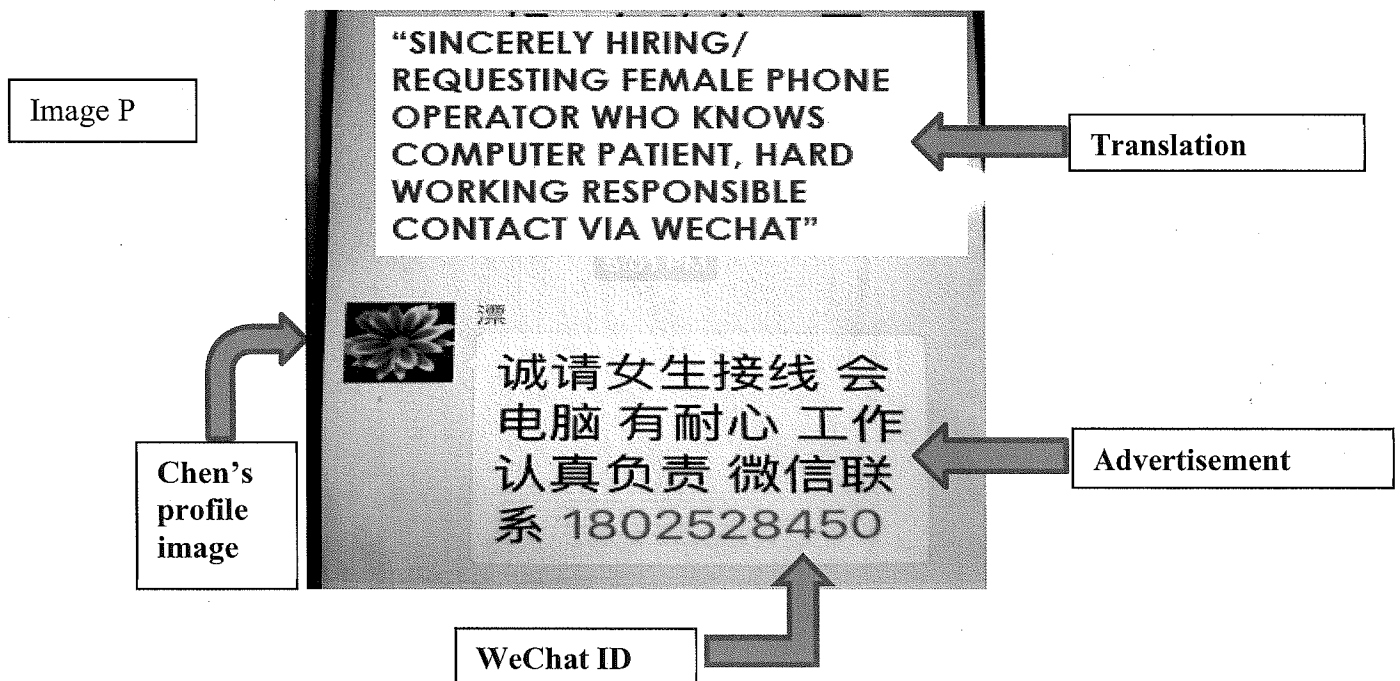 Image P
“SINCERELY HIRING/
REQUESTING FEMALE PHONE
OPERATOR WHO KNOWS
COMPUTER PATIENT, HARD
WORKING RESPONSIBLE
CONTACT VIA WECHAT”
Translation
漂
诚请女生接线 会
电脑 有耐心 工作
认真负责 微信联
系 1802528450
Chen’s
profile
image
Advertisement
WeChat ID